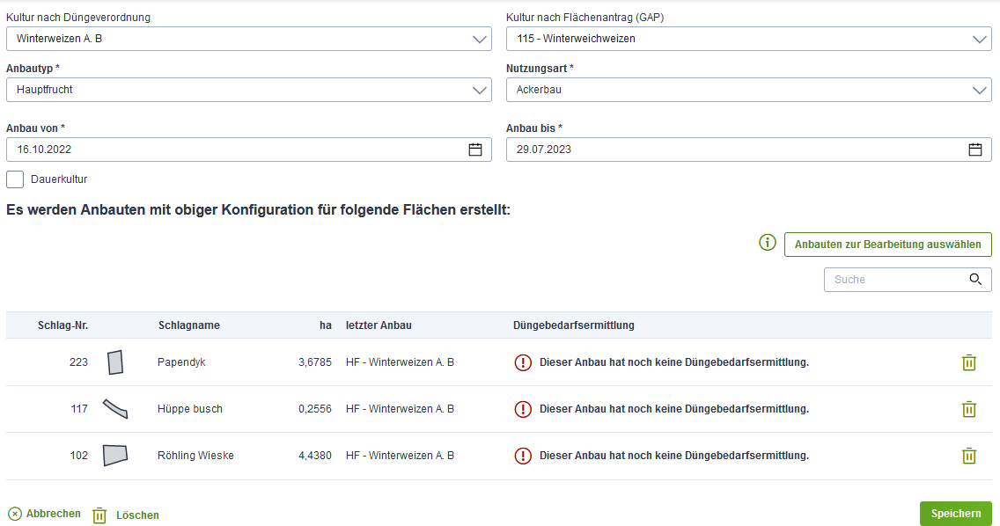 Kultur nach Düngeverordnung
Kultur nach Flächenantrag (GAP)
Winterweizen A. B
115 - Winterweichweizen
Anbautyp *
Nutzungsart *
Hauptfrucht
Ackerbau
Anbau von *
Anbau bis *
16.10.2022
29.07.2023
Dauerkultur
Es werden Anbauten mit obiger Konfiguration für folgende Flächen erstellt:
Anbauten zur Bearbeitung auswählen
Suche
Schlag-Nr. Schlagname ha letzter Anbau Düngebedarfsermittlung
223 Papendyk 3,6785 HF - Winterweizen A. B Dieser Anbau hat noch keine Düngebedarfsermittlung.
117 Hüppe busch 0,2556 HF - Winterweizen A. B Dieser Anbau hat noch keine Düngebedarfsermittlung.
102 Röhling Wieske 4,4380 HF - Winterweizen A. B Dieser Anbau hat noch keine Düngebedarfsermittlung.
Abbrechen Löschen Speichern